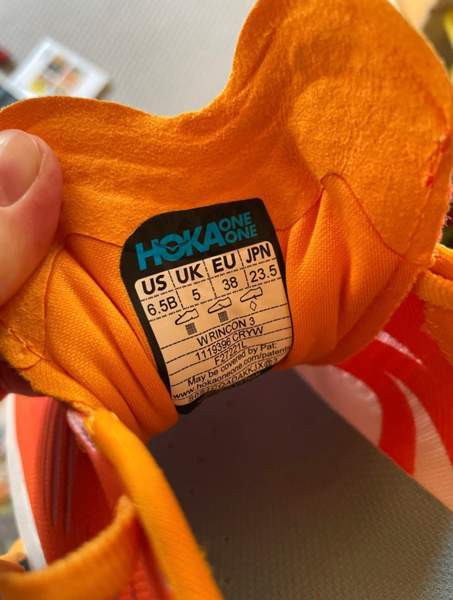 HOKA ONE ONE
US UK EU JPN
6.5B 5 38 23.5
W RINCON 3
1119396 CRYW
May be covered by Pat:
www.hokaoneone.com/patents